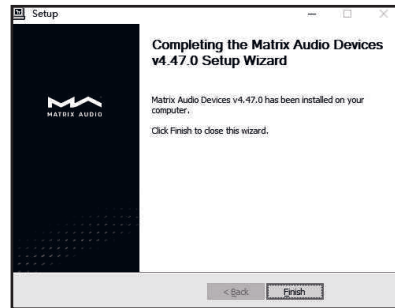 Setup
Completing the Matrix Audio Devices
v4.47.0 Setup Wizard
MATRIX AUDIO
Matrix Audio Devices v4.47.0 has been installed on your
computer.
Click Finish to close this wizard.
< Back
Finish